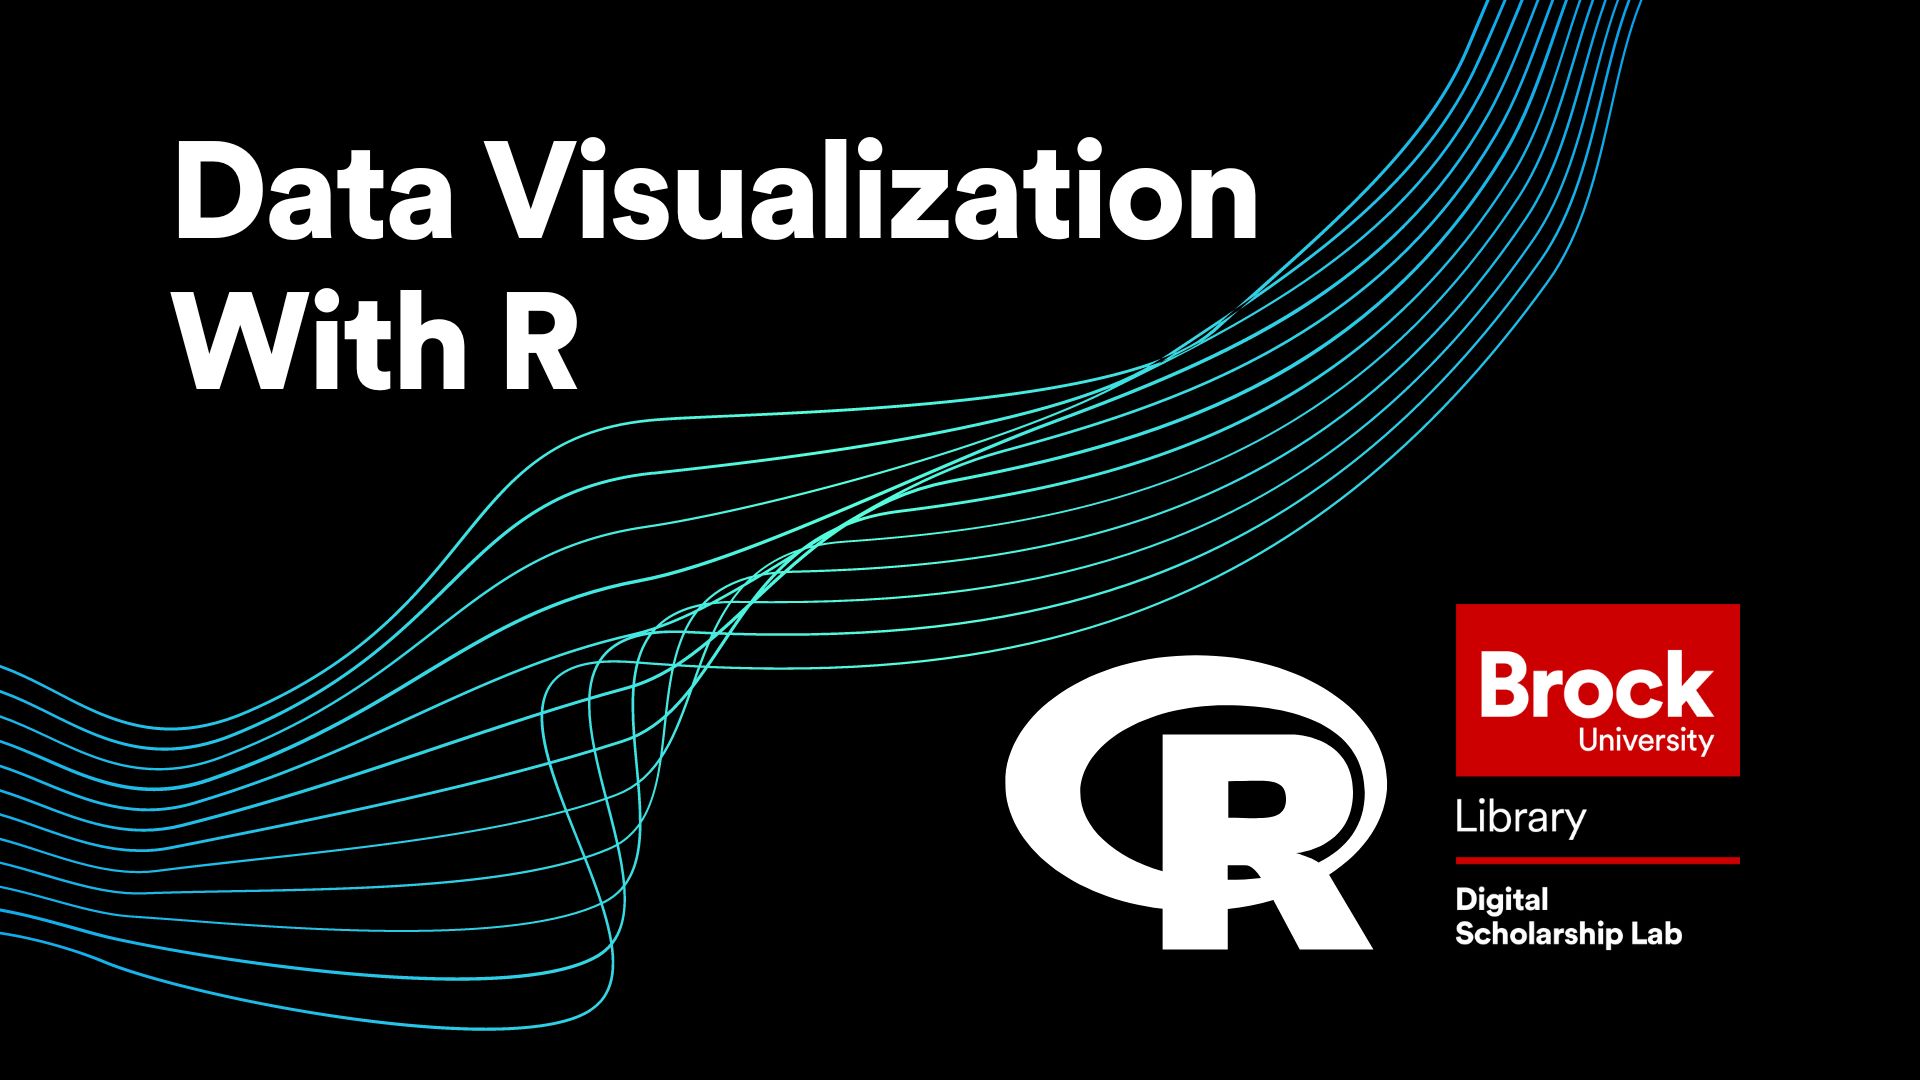 Data Visualization
With R
R
Brock
University
Library
Digital
Scholarship Lab